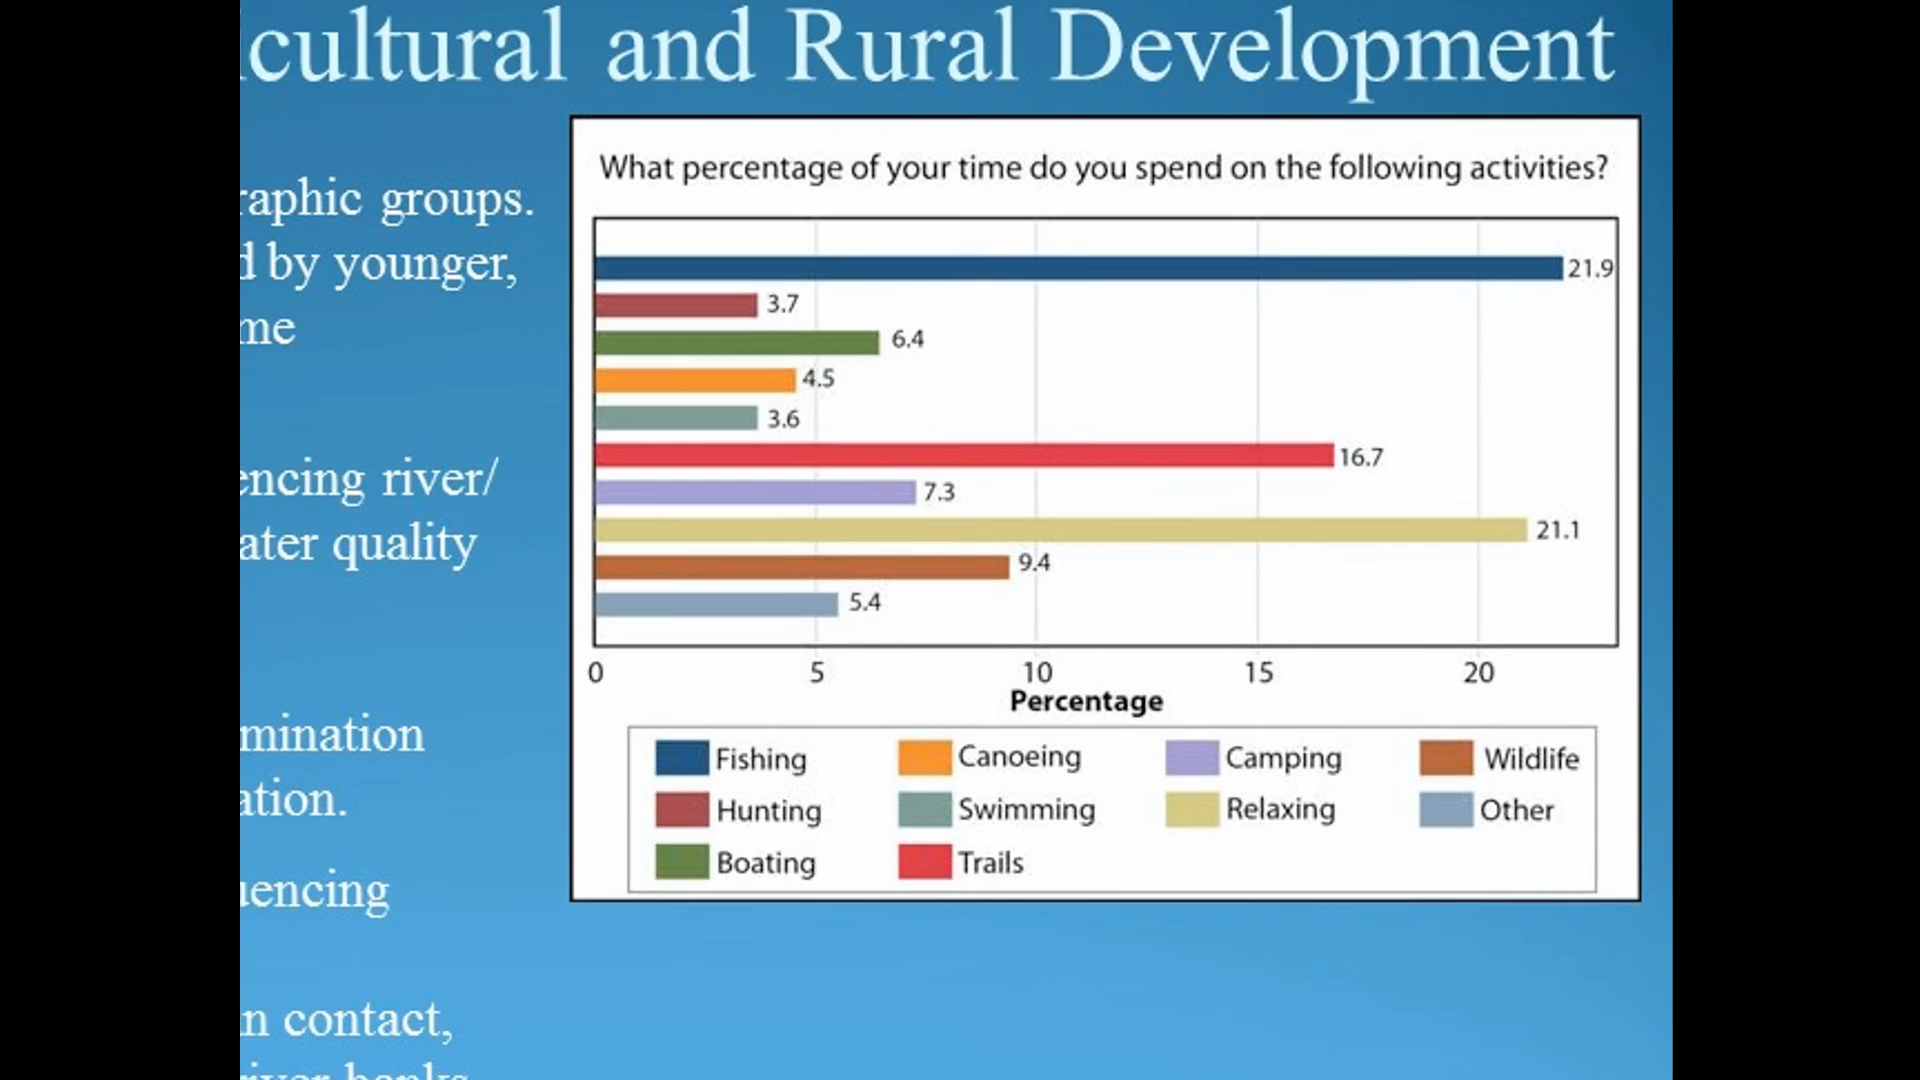 cultural and Rural Development
raphic groups.
d by younger,
me
encing river/
ater quality
mination
ation.
uencing
n contact,
river banks
What percentage of your time do you spend on the following activities?
21.9
3.7
6.4
4.5
3.6
16.7
7.3
21.1
9.4
5.4
0 5 10 15 20
Percentage
Fishing Canoeing Camping Wildlife
Hunting Swimming Relaxing Other
Boating Trails